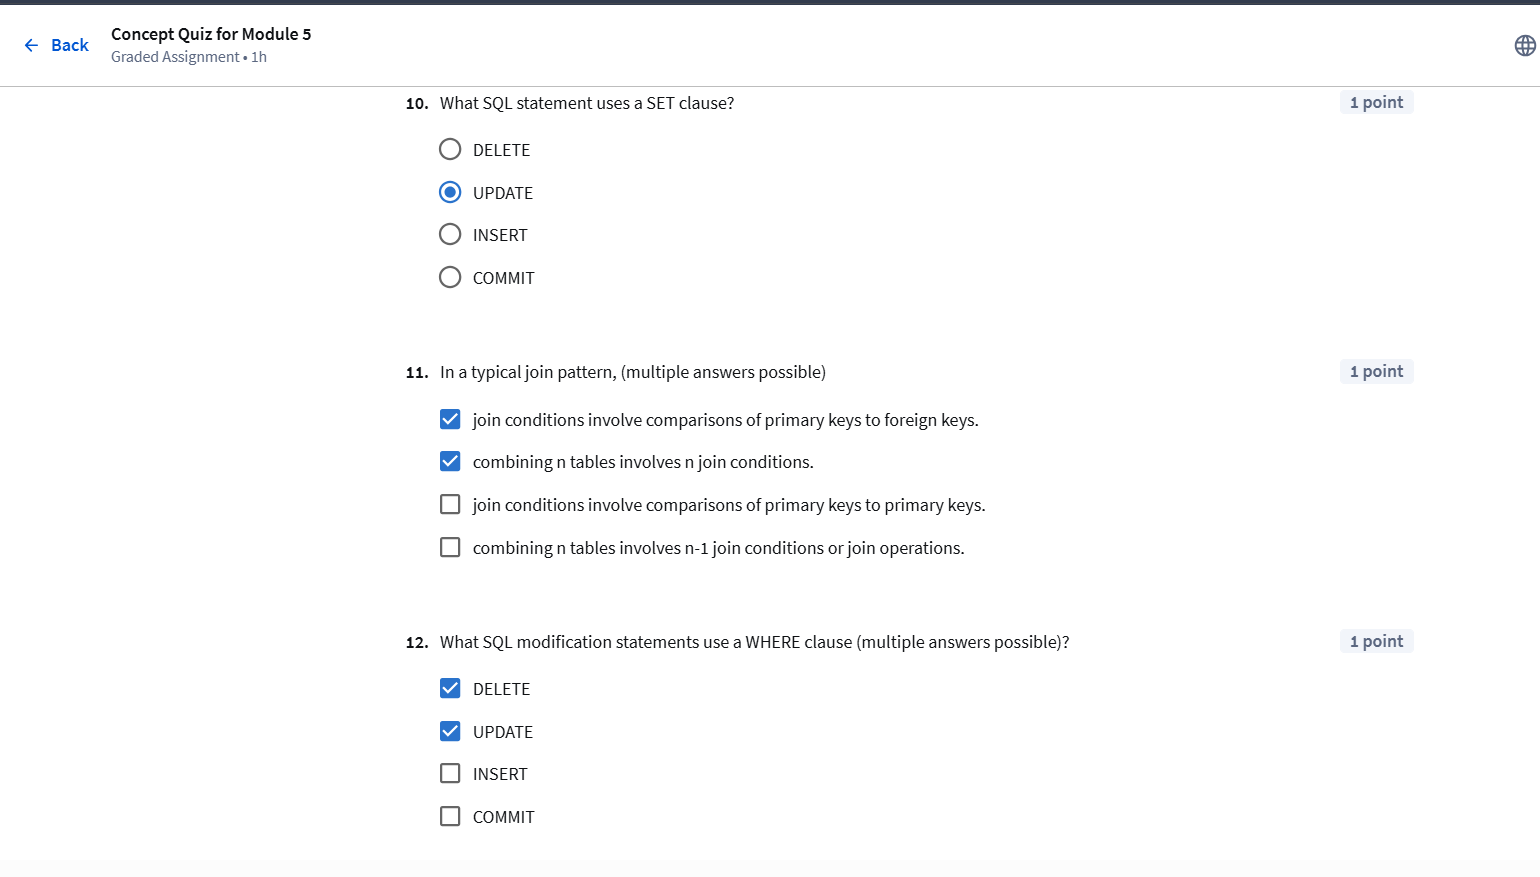 Back
Concept Quiz for Module 5
Graded Assignment • 1h
10. What SQL statement uses a SET clause?
1 point
DELETE
UPDATE
INSERT
COMMIT
11. In a typical join pattern, (multiple answers possible)
1 point
join conditions involve comparisons of primary keys to foreign keys.
combining n tables involves n join conditions.
join conditions involve comparisons of primary keys to primary keys.
combining n tables involves n-1 join conditions or join operations.
12. What SQL modification statements use a WHERE clause (multiple answers possible)?
1 point
DELETE
UPDATE
INSERT
COMMIT